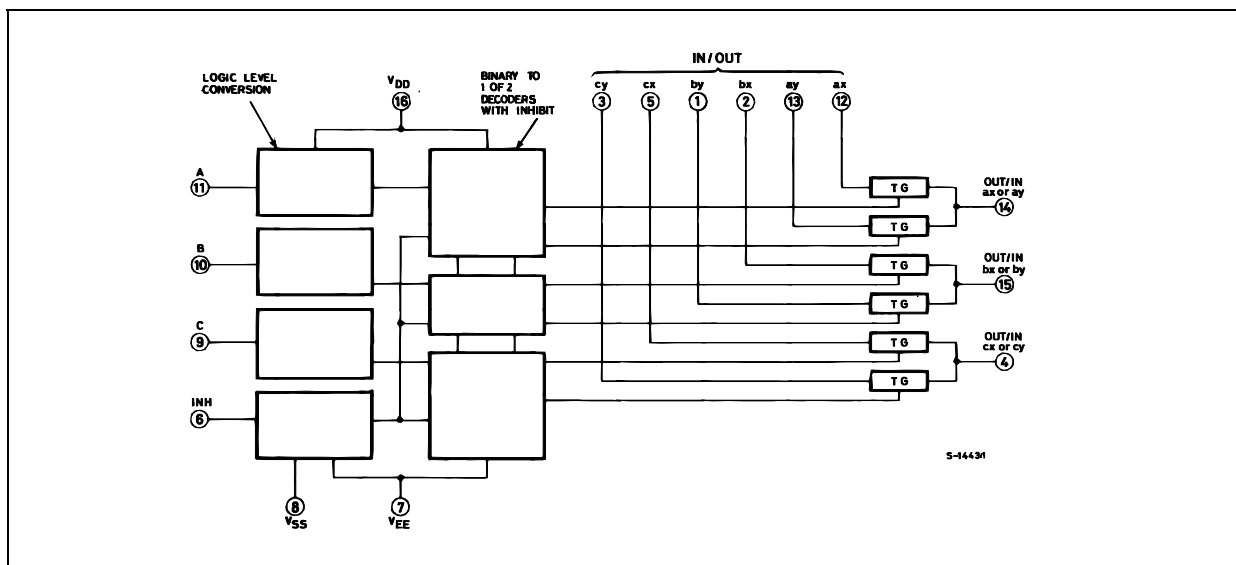 IN/OUT
LOGIC LEVEL
CONVERSION
VDD
16
BINARY TO
1 OF 2
DECODERS
WITH INHIBIT
cy cx by bx ay ax
3 5 1 2 13 12
A
11
TG
OUT/IN
ax or ay
14
TG
B
10
TG
OUT/IN
bx or by
15
TG
C
9
TG
OUT/IN
cx or cy
4
TG
INH
6
S-1443/1
8
VSS
7
VEE